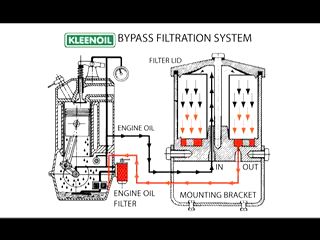 KLEENOIL BYPASS FILTRATION SYSTEM
FILTER LID
ENGINE OIL
IN OUT
ENGINE OIL
FILTER
MOUNTING BRACKET